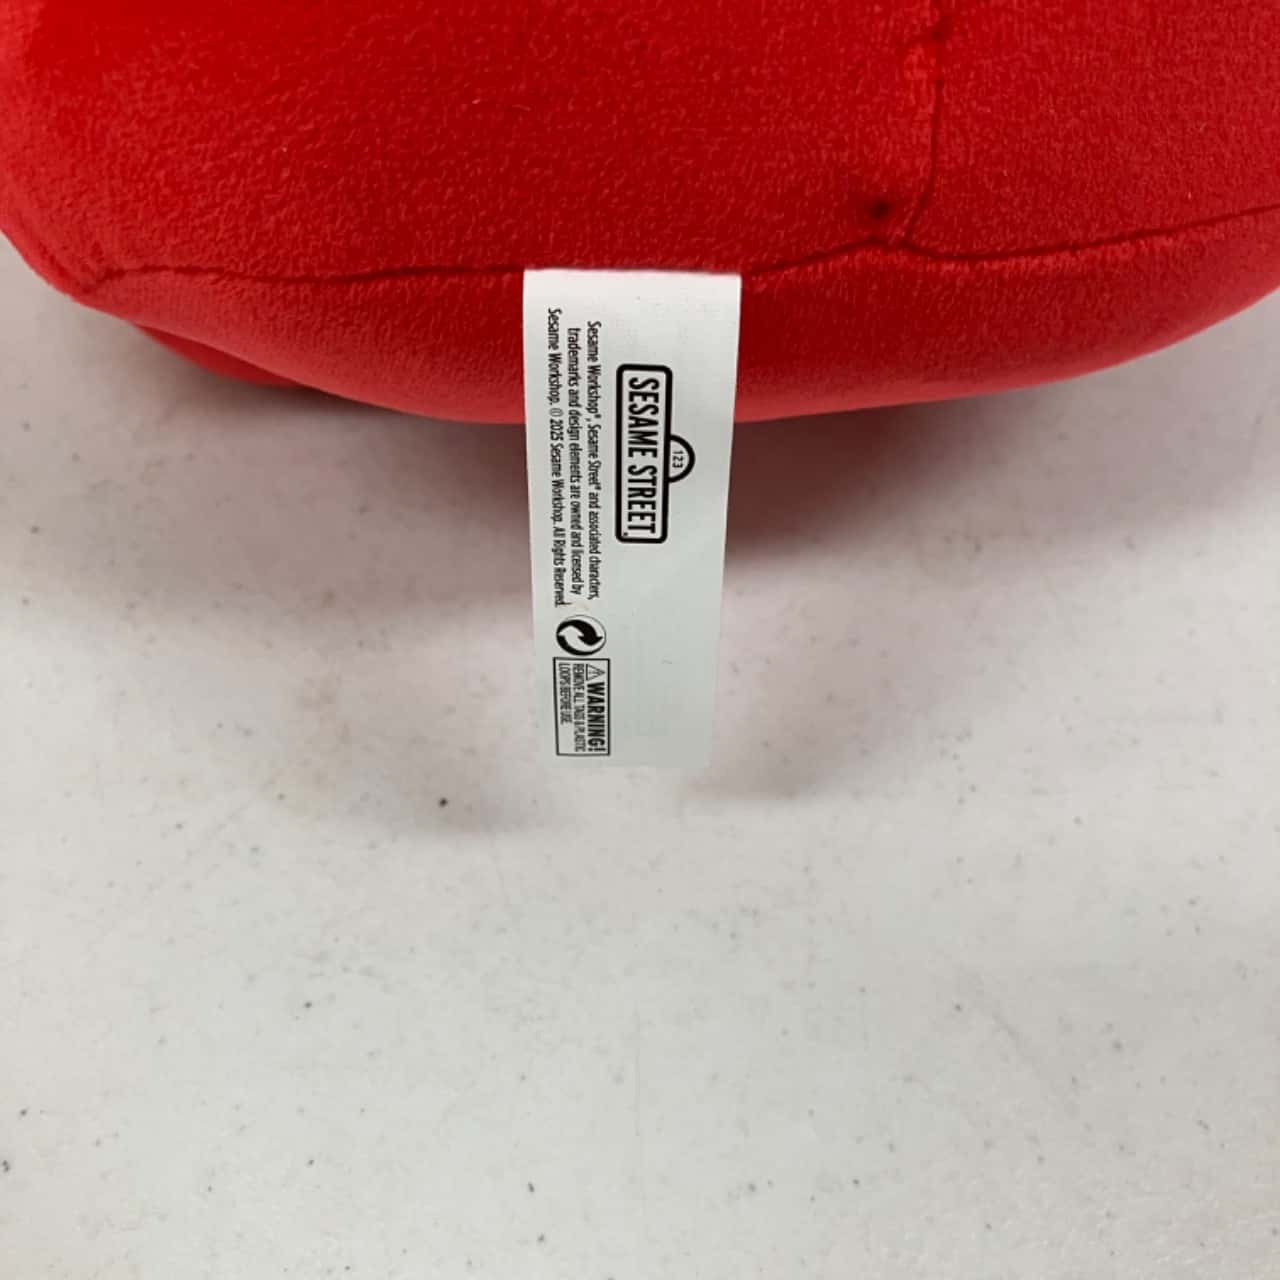 123
SESAME STREET
Sesame Workshop®, Sesame Street® and associated characters,
trademarks and design elements are owned and licensed by
Sesame Workshop. © 2023 Sesame Workshop. All Rights Reserved.
WARNING!
REMOVE ALL TAGS & PLASTIC
LOOPS BEFORE USE.